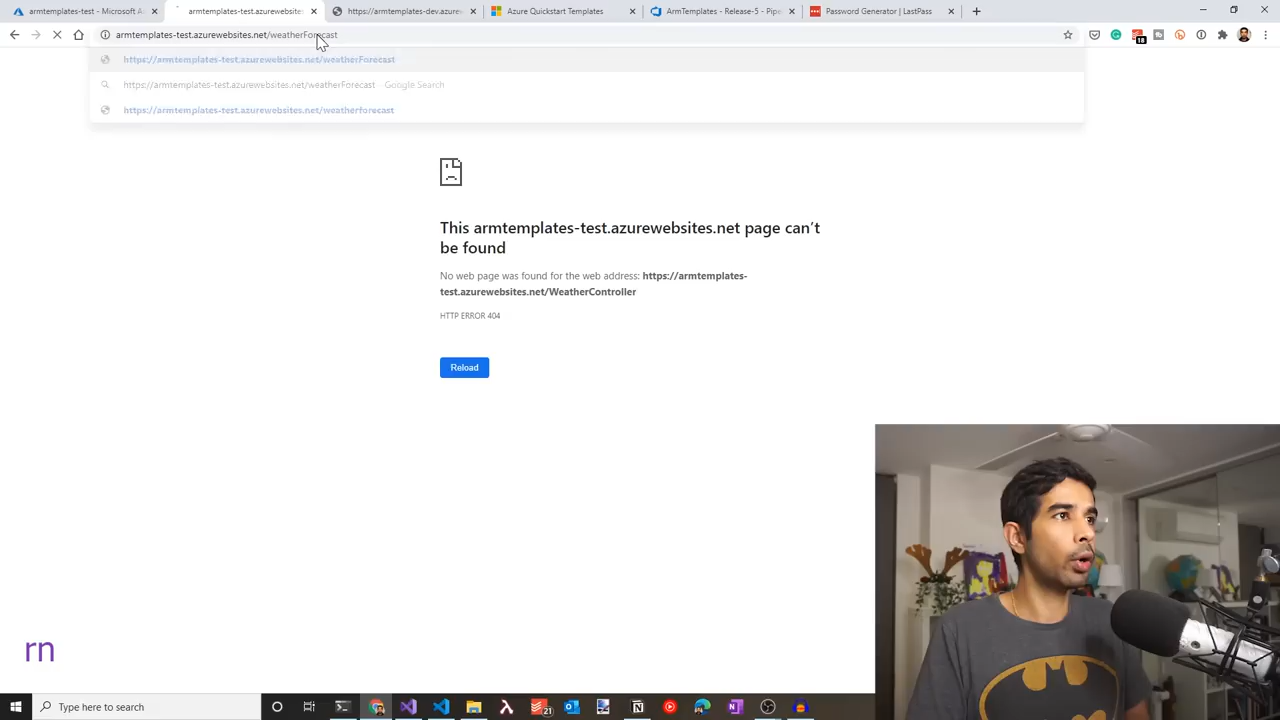 armtemplates-test - Microsoft A
armtemplates-test.azurewebsites
https://armtemplates-dev.azurew
Azure Quickstart Templates
ArmTemplates - Release-5 - Pipe
Password Generator | LastPass
armtemplates-test.azurewebsites.net/weatherForecast
18
https://armtemplates-test.azurewebsites.net/weatherForecast
https://armtemplates-test.azurewebsites.net/weatherForecast - Google Search
https://armtemplates-test.azurewebsites.net/weatherforecast
This armtemplates-test.azurewebsites.net page can't
be found
No web page was found for the web address: https://armtemplates-
test.azurewebsites.net/WeatherController
HTTP ERROR 404
Reload
rn
Type here to search
21